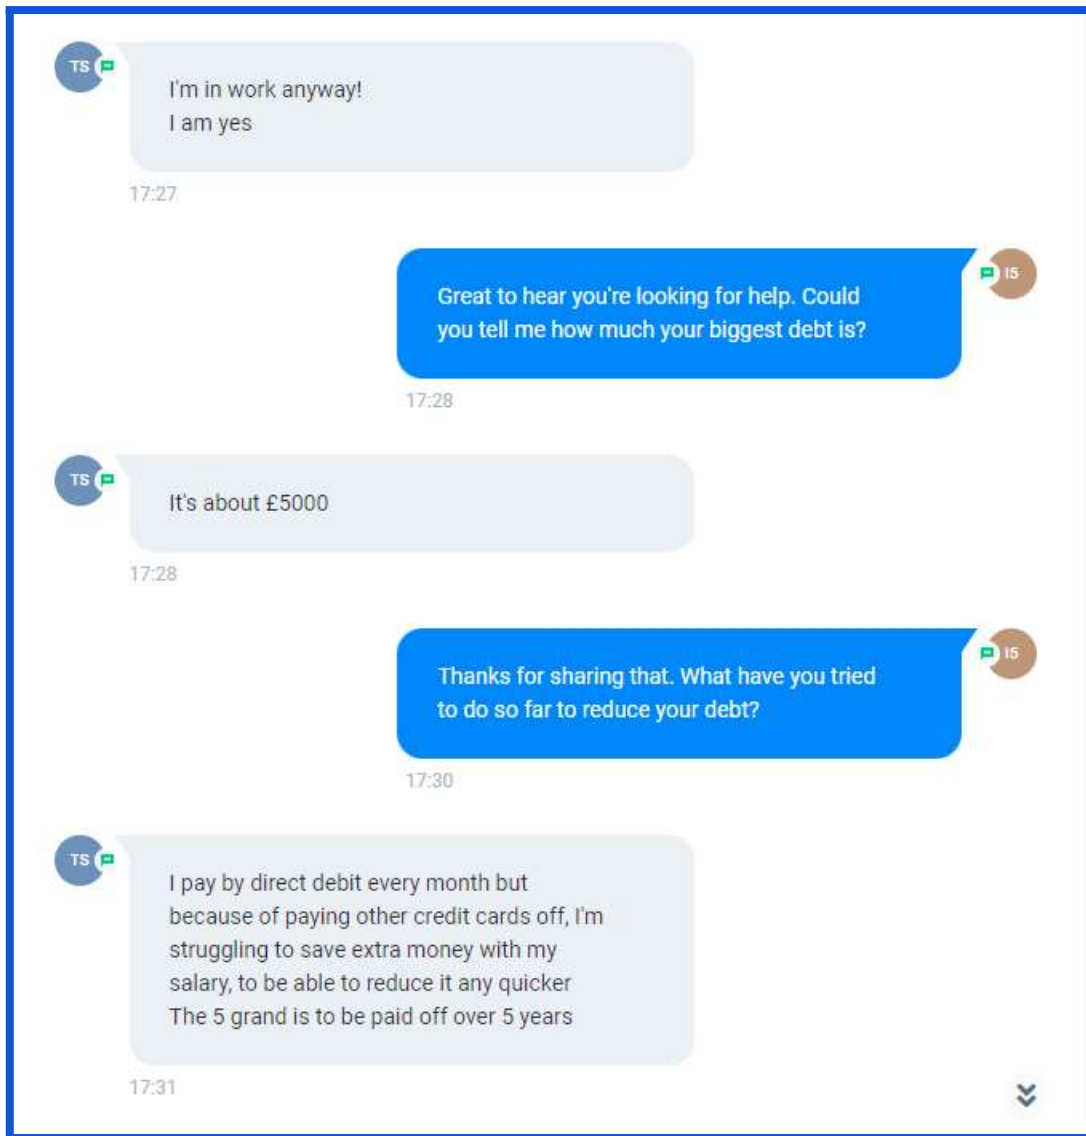 TS
I'm in work anyway!
I am yes
17:27
I5
Great to hear you're looking for help. Could
you tell me how much your biggest debt is?
17:28
TS
It's about £5000
17:28
I5
Thanks for sharing that. What have you tried
to do so far to reduce your debt?
17:30
TS
I pay by direct debit every month but
because of paying other credit cards off, I'm
struggling to save extra money with my
salary, to be able to reduce it any quicker
The 5 grand is to be paid off over 5 years
17:31